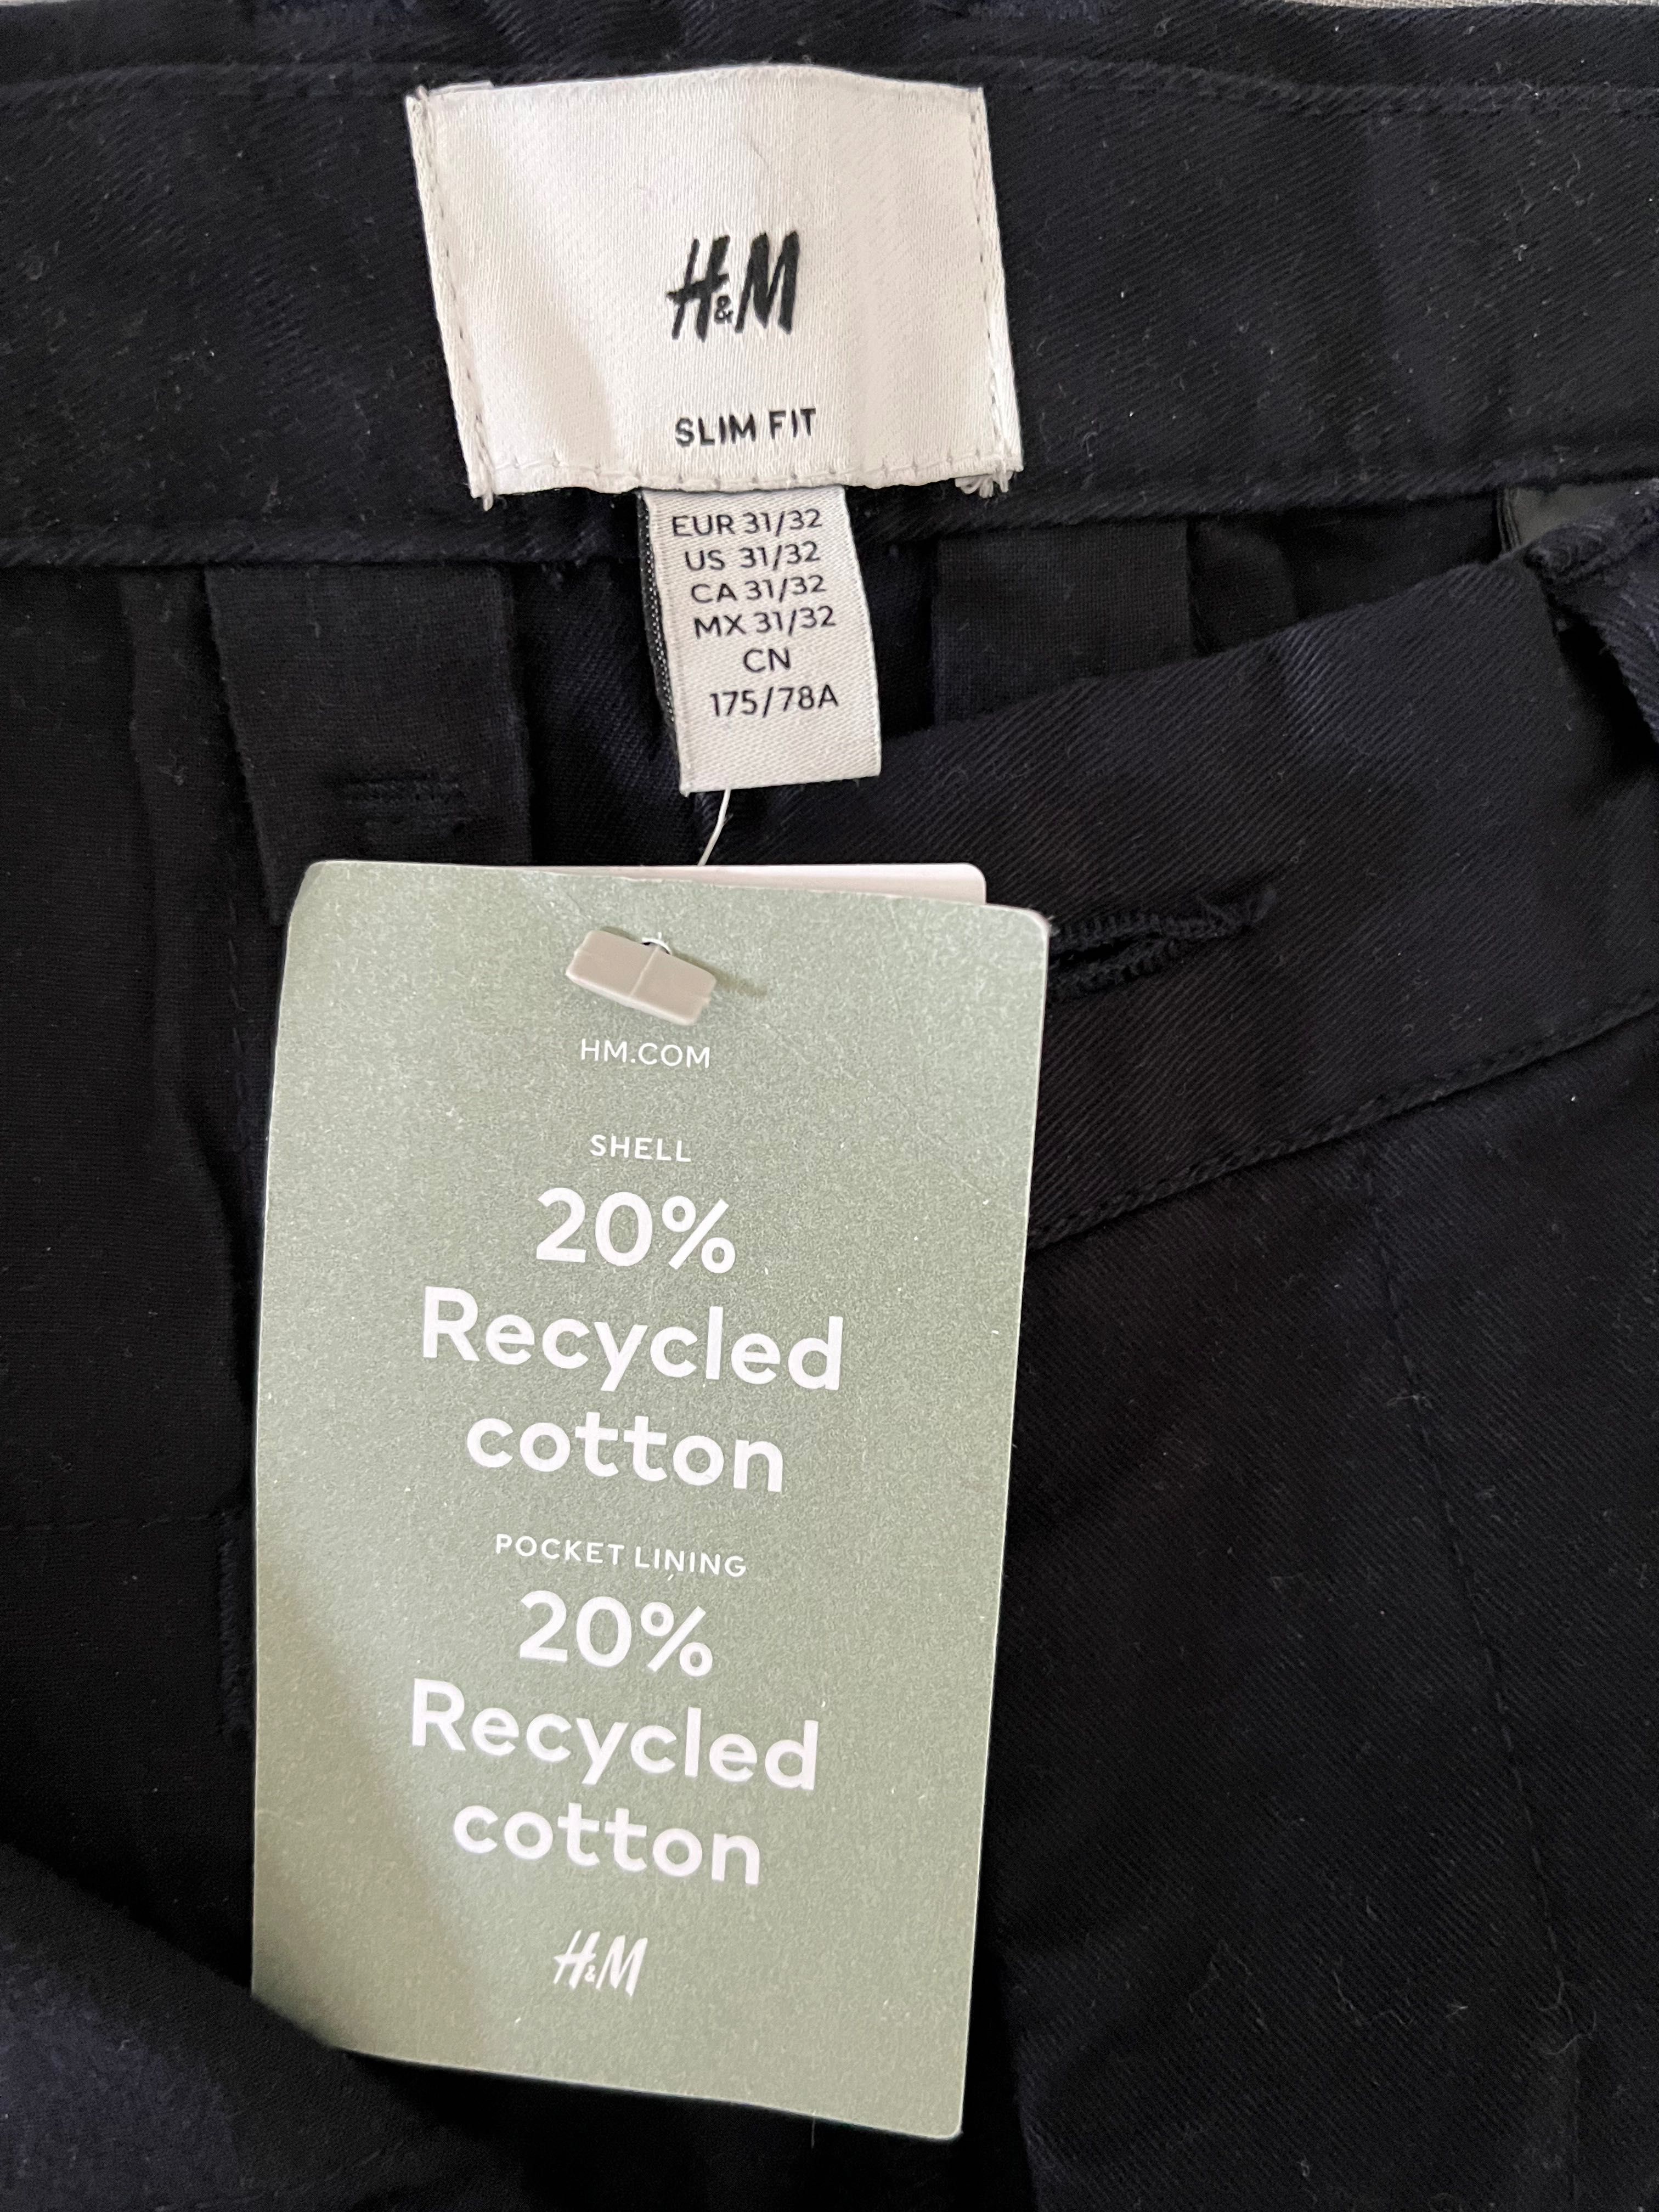 H&M
SLIM FIT
EUR 31/32
US 31/32
CA 31/32
MX 31/32
CN
175/78A
HM.COM
SHELL
20%
Recycled
cotton
POCKET LINING
20%
Recycled
cotton
H&M